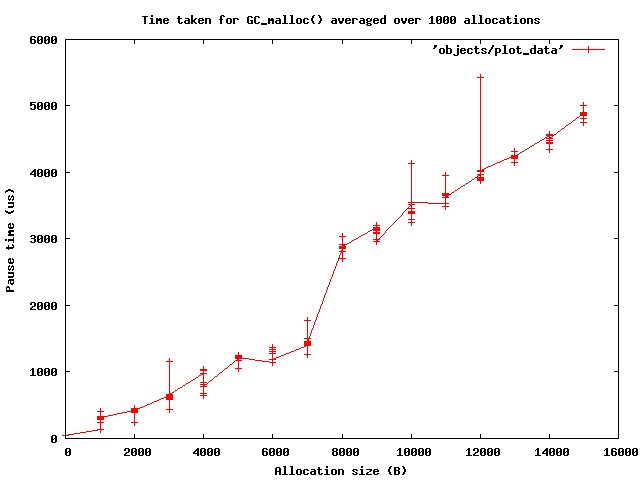 Time taken for GC_malloc() averaged over 1000 allocations
'objects/plot_data'
6000
5000
4000
3000
2000
1000
0
Pause time (us)
0 2000 4000 6000 8000 10000 12000 14000 16000
Allocation size (B)